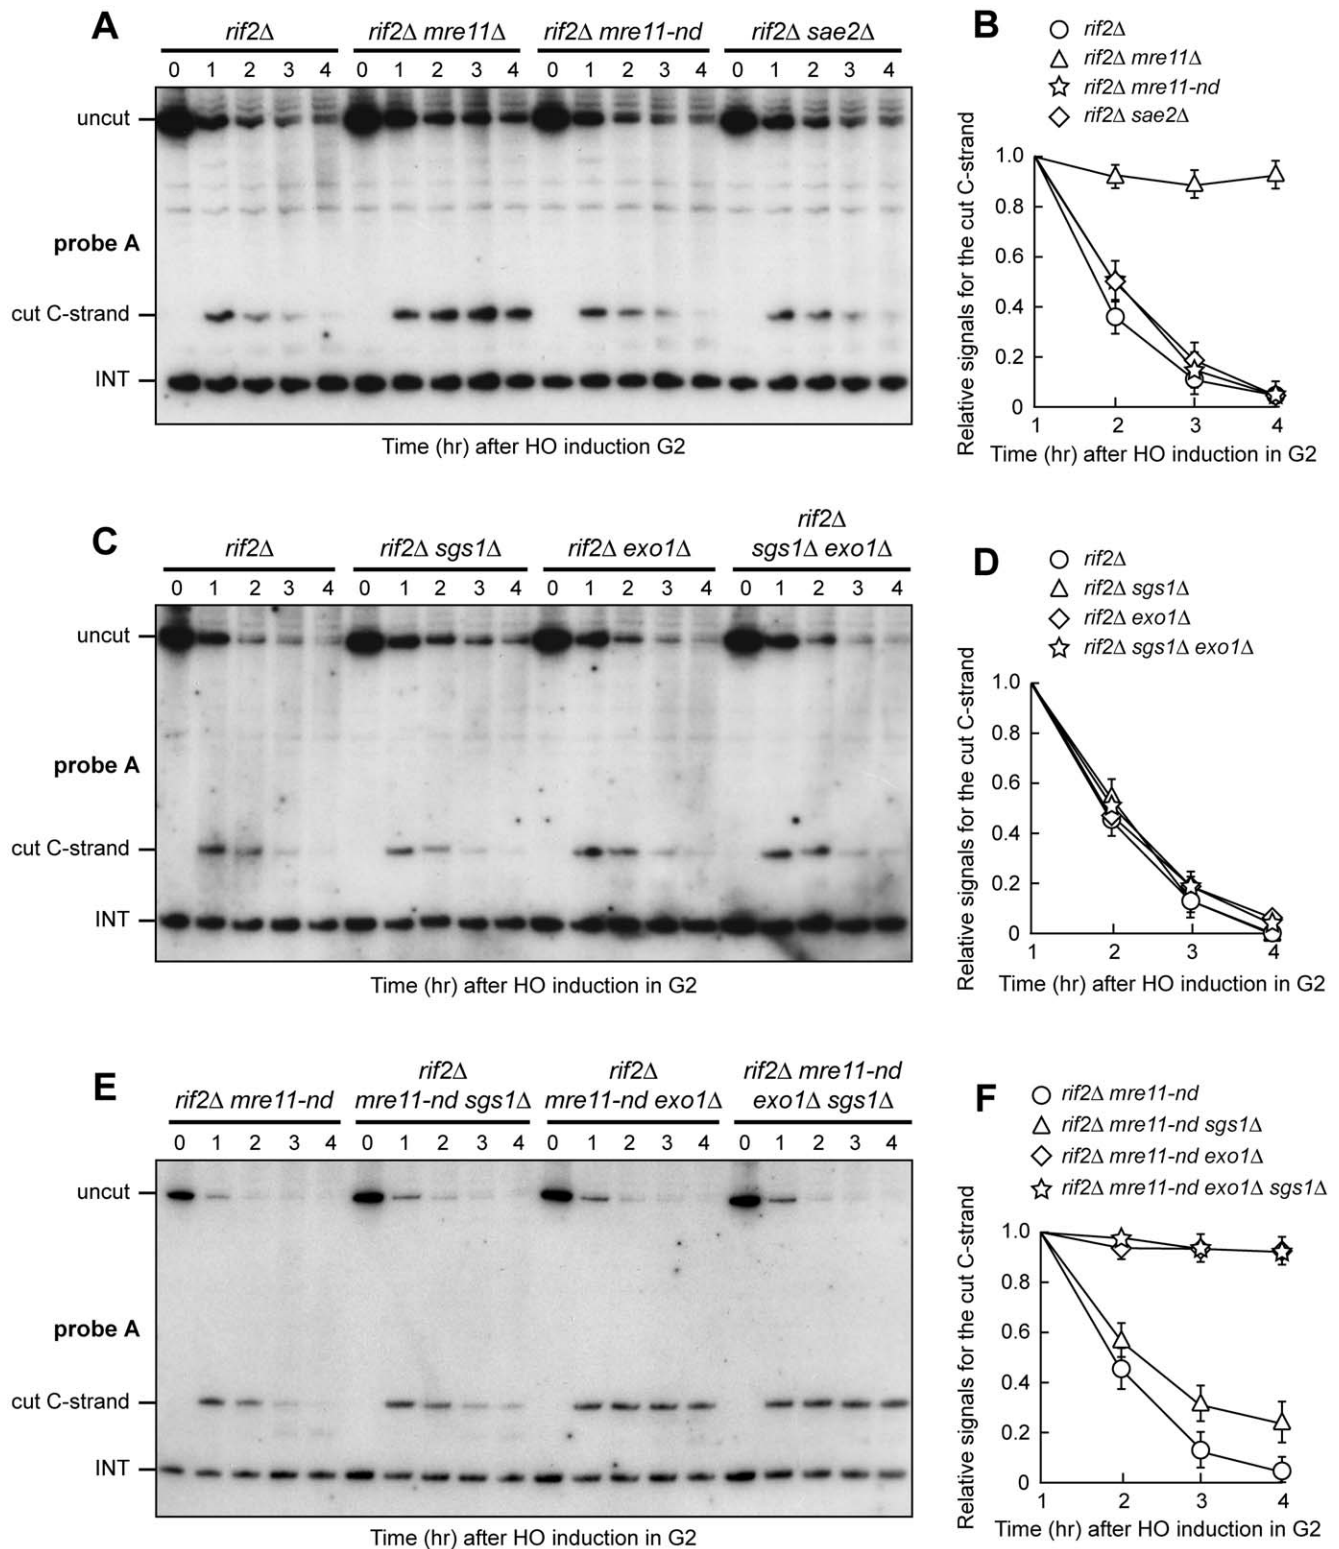 A
rif2Δ
rif2Δ mre11Δ
rif2Δ mre11-nd
rif2Δ sae2Δ
0 1 2 3 4 0 1 2 3 4 0 1 2 3 4 0 1 2 3 4
uncut
probe A
cut C-strand
INT
Time (hr) after HO induction G2
B
rif2Δ
rif2Δ mre11Δ
rif2Δ mre11-nd
rif2Δ sae2Δ
Relative signals for the cut C-strand
1.0
0.8
0.6
0.4
0.2
0
1 2 3 4
Time (hr) after HO induction in G2
C
rif2Δ
rif2Δ sgs1Δ
rif2Δ exo1Δ
rif2Δ
sgs1Δ exo1Δ
0 1 2 3 4 0 1 2 3 4 0 1 2 3 4 0 1 2 3 4
uncut
probe A
cut C-strand
INT
Time (hr) after HO induction in G2
D
rif2Δ
rif2Δ sgs1Δ
rif2Δ exo1Δ
rif2Δ sgs1Δ exo1Δ
Relative signals for the cut C-strand
1.0
0.8
0.6
0.4
0.2
0
1 2 3 4
Time (hr) after HO induction in G2
E
rif2Δ mre11-nd
rif2Δ
mre11-nd sgs1Δ
rif2Δ
mre11-nd exo1Δ
rif2Δ mre11-nd
exo1Δ sgs1Δ
0 1 2 3 4 0 1 2 3 4 0 1 2 3 4 0 1 2 3 4
uncut
probe A
cut C-strand
INT
Time (hr) after HO induction in G2
F
rif2Δ mre11-nd
rif2Δ mre11-nd sgs1Δ
rif2Δ mre11-nd exo1Δ
rif2Δ mre11-nd exo1Δ sgs1Δ
Relative signals for the cut C-strand
1.0
0.8
0.6
0.4
0.2
0
1 2 3 4
Time (hr) after HO induction in G2